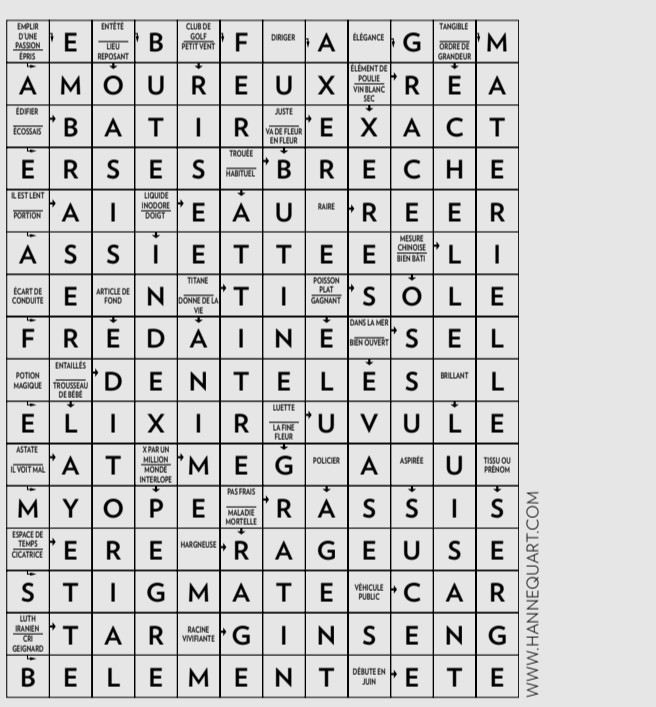 EMPLIR D'UNE PASSION ÉPRIS E ENTÊTÉ LIEU REPOSANT B CLUB DE GOLF PETIT VENT F DIRIGER A ÉLÉGANCE G TANGIBLE ORDRE DE GRANDEUR M
A M O U R E U X ÉLÉMENT DE POULIE VIN BLANC SEC R E A
ÉDIFIER ÉCOSSAIS B A T I R JUSTE VA DE FLEUR EN FLEUR E X A C T
E R S E S TROUÉE HABITUEL B R E C H E
IL EST LENT PORTION A I LIQUIDE INODORE DOIGT E A U RAIRE R E E R
A S S I E T T E E MESURE CHINOISE BIEN BÂTI L I
ÉCART DE CONDUITE E ARTICLE DE FOND N TITANE DONNE DE LA VIE T I POISSON PLAT GAGNANT S O L E
F R E D A I N E DANS LA MER BIEN OUVERT S E L
POTION MAGIQUE ENTAILLÉS TROUSSEAU DE BÉBÉ D E N T E L E S BRILLANT L
E L I X I R LUETTE LA FINE FLEUR U V U L E
ASTATE IL VOIT MAL A T X PAR UN MILLION MONDE INTERLOPE M E G POLICIER A ASPIRÉE U TISSU OU PRÉNOM
M Y O P E PAS FRAIS MALADIE MORTELLE R A S S I S
ESPACE DE TEMPS CICATRICE E R E HARGNEUSE R A G E U S E
S T I G M A T E VÉHICULE PUBLIC C A R
LUTH IRANIEN CRI GEIGNARD T A R RACINE VIVIFIANTE G I N S E N G
B E L E M E N T DÉBUTE EN JUIN E T E
WWW.HANNEQUART.COM